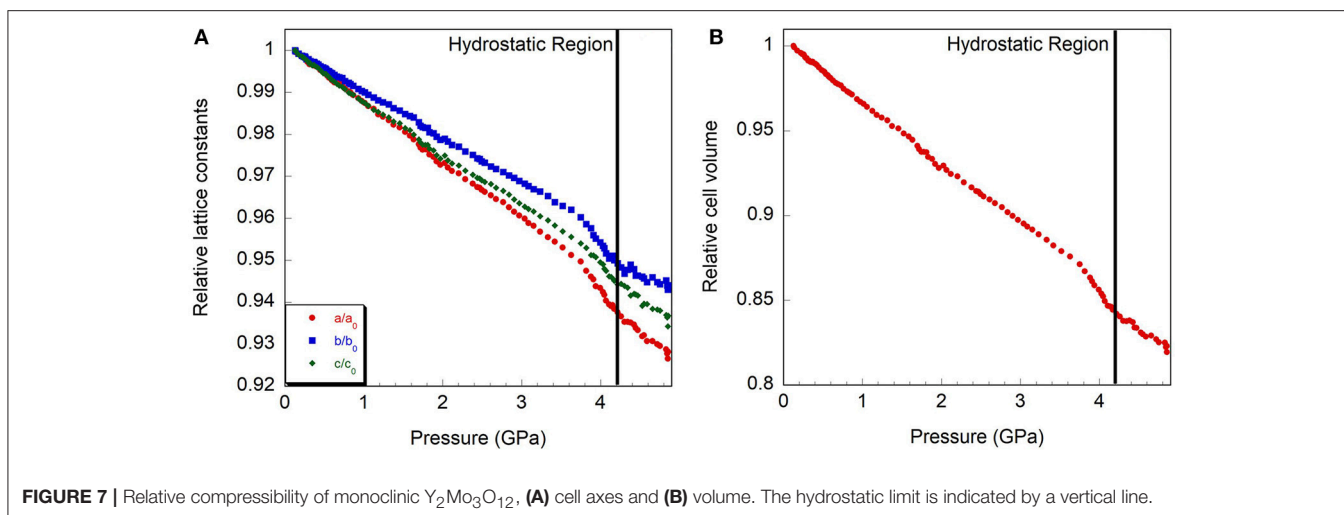 A
Hydrostatic Region
1
0.99
0.98
0.97
0.96
0.95
0.94
0.93
0.92
Relative lattice constants
a/a0
b/b0
c/c0
0 1 2 3 4
Pressure (GPa)
B
Hydrostatic Region
1
0.95
0.9
0.85
0.8
Relative cell volume
0 1 2 3 4
Pressure (GPa)
FIGURE 7 | Relative compressibility of monoclinic Y2Mo3O12, (A) cell axes and (B) volume. The hydrostatic limit is indicated by a vertical line.